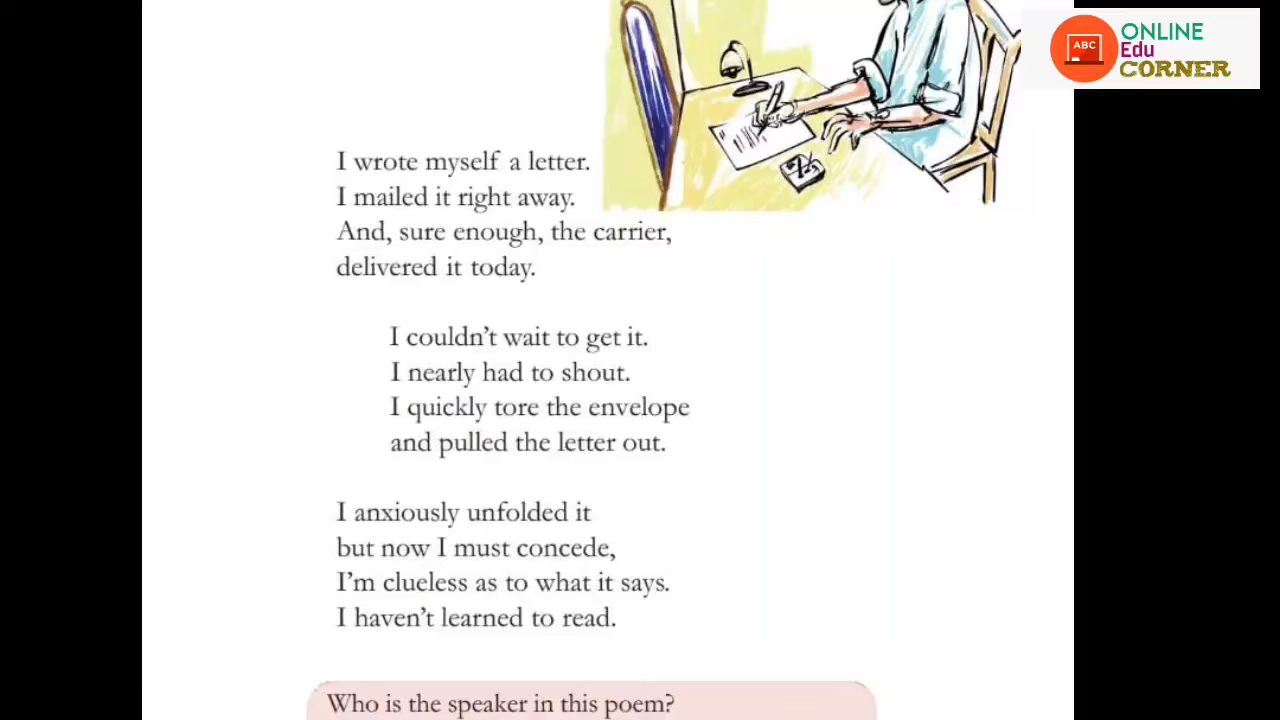 ABC
ONLINE
Edu
CORNER
I wrote myself a letter.
I mailed it right away.
And, sure enough, the carrier,
delivered it today.
I couldn't wait to get it.
I nearly had to shout.
I quickly tore the envelope
and pulled the letter out.
I anxiously unfolded it
but now I must concede,
I'm clueless as to what it says.
I haven't learned to read.
Who is the speaker in this poem?